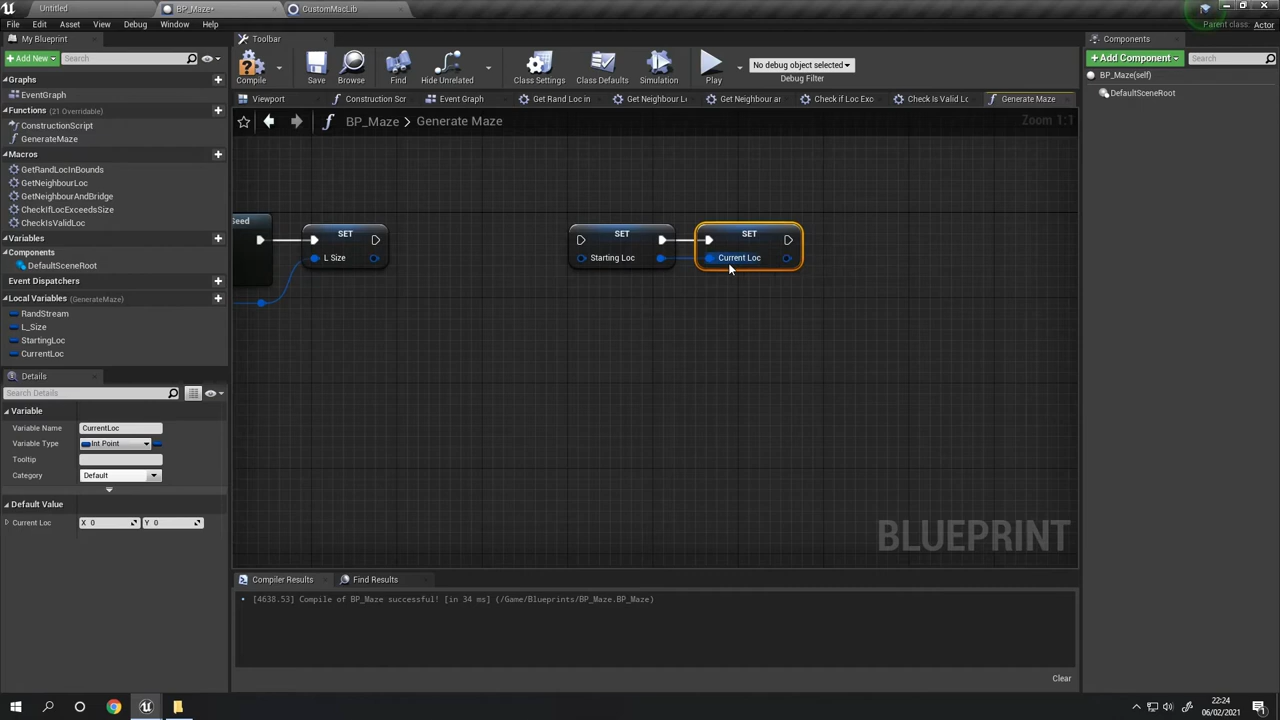 Untitled
BP_Maze*
CustomMacLib
File Edit Asset View Debug Window Help
Parent class: Actor
My Blueprint
Toolbar
Components
Add New Search
Compile Save Browse Find Hide Unrelated Class Settings Class Defaults Simulation Play
No debug object selected
Debug Filter
Add Component Search
BP_Maze(self)
DefaultSceneRoot
Graphs
EventGraph
Functions (21 Overridable)
ConstructionScript
GenerateMaze
Macros
GetRandLocInBounds
GetNeighbourLoc
GetNeighbourAndBridge
CheckIfLocExceedsSize
CheckIsValidLoc
Variables
Components
DefaultSceneRoot
Event Dispatchers
Local Variables (GenerateMaze)
RandStream
L_Size
StartingLoc
CurrentLoc
Viewport Construction Scr Event Graph Get Rand Loc in Get Neighbour Lo Get Neighbour ar Check if Loc Exc Check Is Valid Loc Generate Maze
BP_Maze > Generate Maze
Zoom 1:1
Seed
SET
L Size
SET
Starting Loc
SET
Current Loc
BLUEPRINT
Details
Search Details
Variable
Variable Name CurrentLoc
Variable Type Int Point
Tooltip
Category Default
Default Value
Current Loc X 0 Y 0
Compiler Results Find Results
[4638.53] Compile of BP_Maze successful! [in 34 ms] (/Game/Blueprints/BP_Maze.BP_Maze)
Clear
22:24
06/02/2021